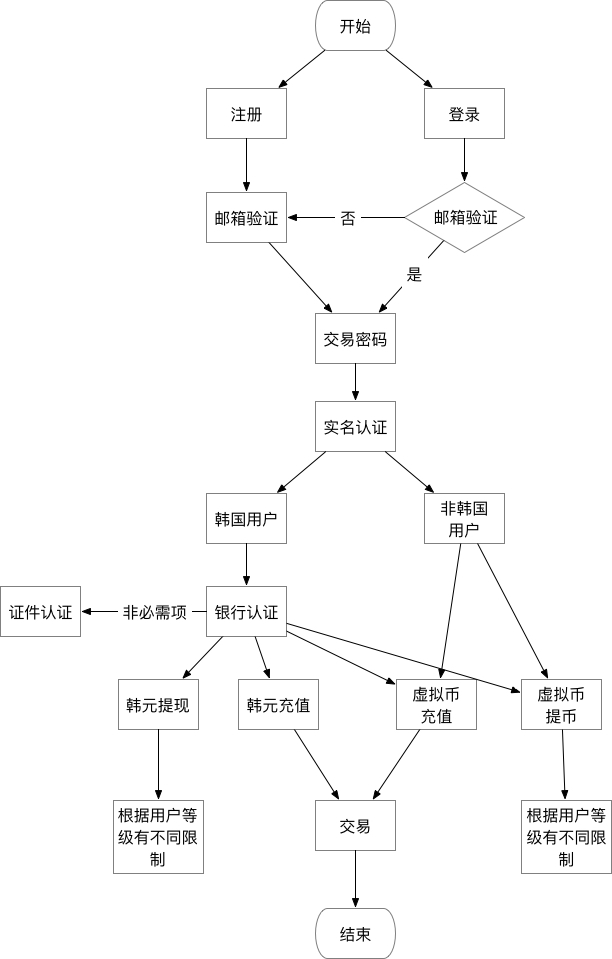 开始
注册
登录
邮箱验证
否
邮箱验证
是
交易密码
实名认证
韩国用户
非韩国
用户
证件认证
非必需项
银行认证
韩元提现
韩元充值
虚拟币
充值
虚拟币
提币
根据用户等
级有不同限
制
交易
根据用户等
级有不同限
制
结束